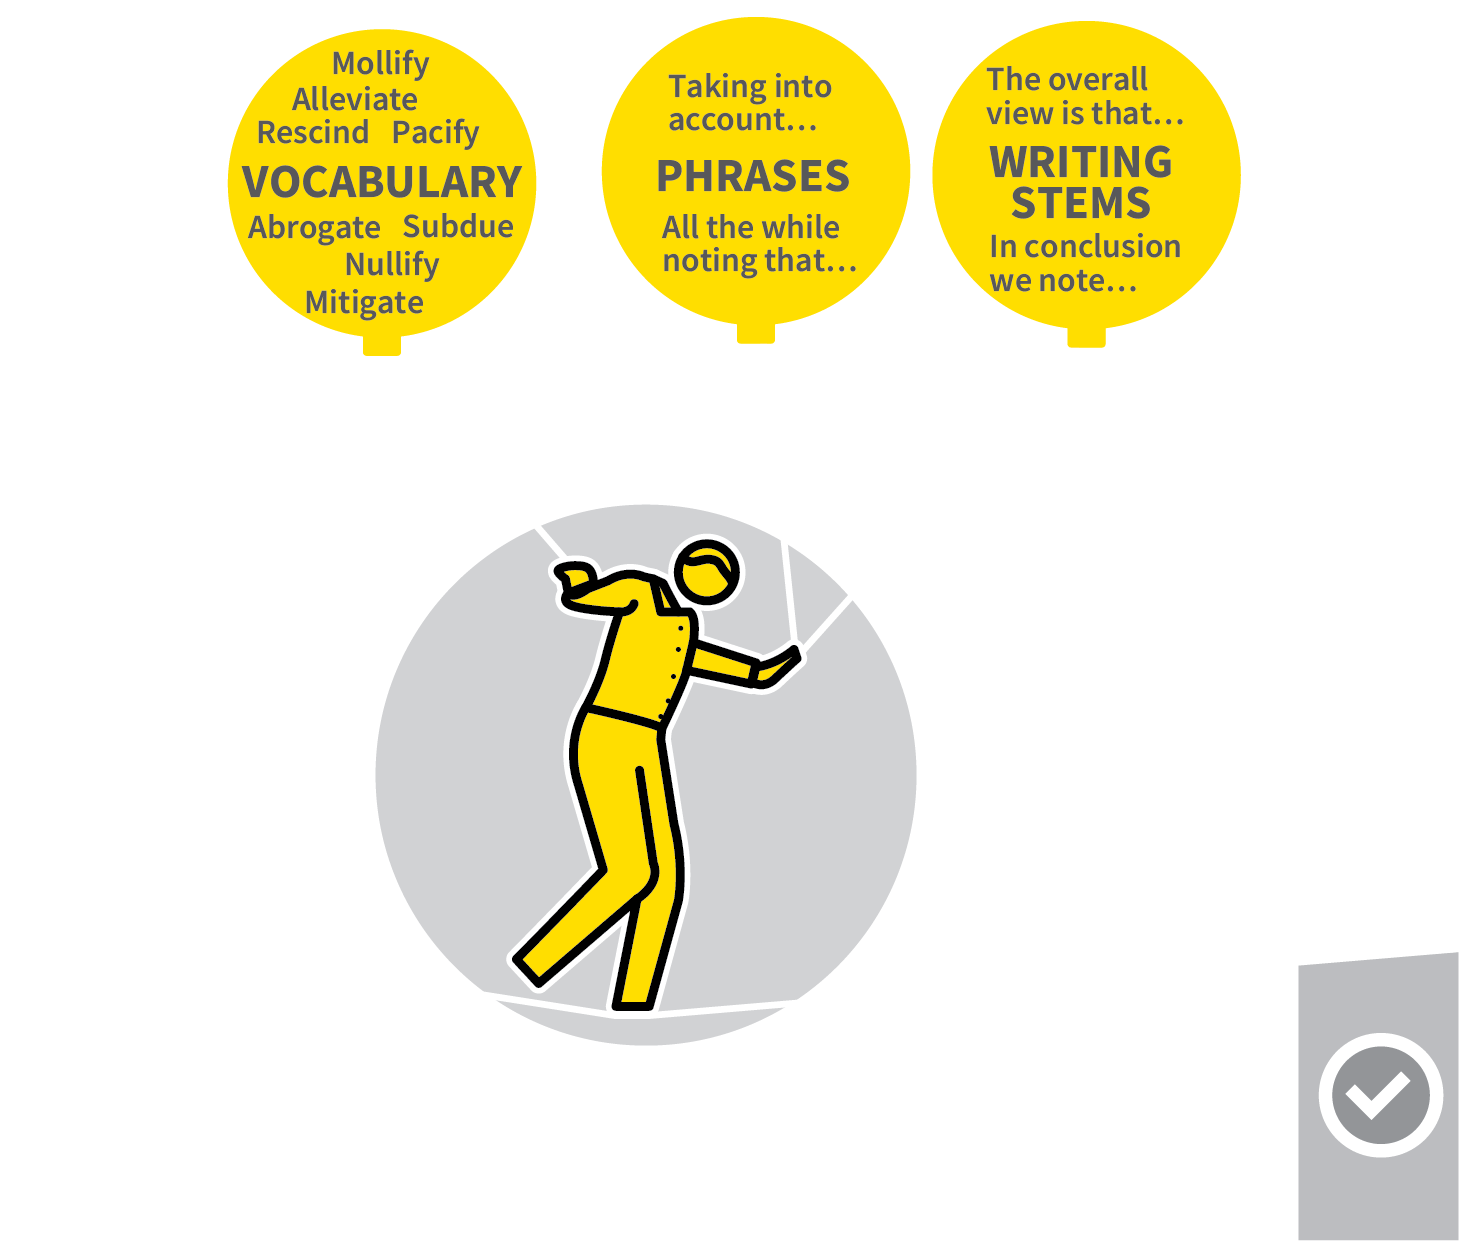 Mollify
Alleviate
Rescind Pacify
VOCABULARY
Abrogate Subdue
Nullify
Mitigate
Taking into
account…
PHRASES
All the while
noting that…
The overall
view is that…
WRITING
STEMS
In conclusion
we note…